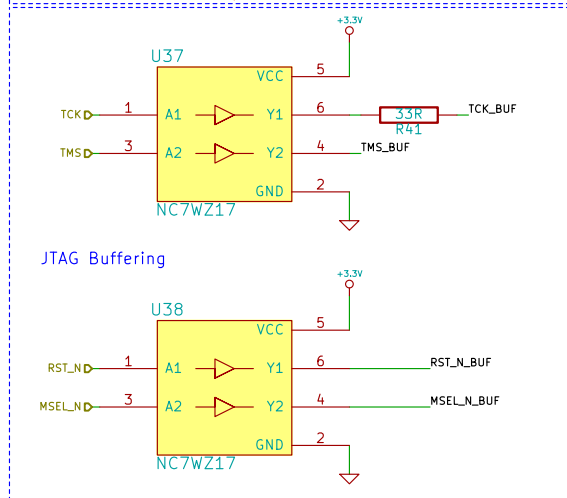 +3.3V
U37
VCC 5
TCK 1 A1 Y1 6 33R TCK_BUF
R41
TMS 3 A2 Y2 4 TMS_BUF
GND 2
NC7WZ17
JTAG Buffering
+3.3V
U38
VCC 5
RST_N 1 A1 Y1 6 RST_N_BUF
MSEL_N 3 A2 Y2 4 MSEL_N_BUF
GND 2
NC7WZ17